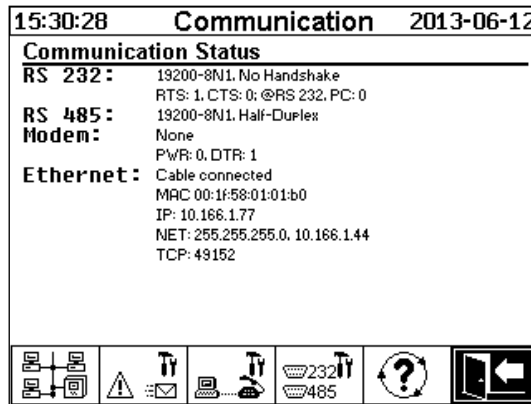 15:30:28 Communication 2013-06-12
Communication Status
RS 232: 19200-8N1, No Handshake
RTS: 1, CTS: 0; @RS 232, PC: 0
RS 485: 19200-8N1, Half-Duplex
Modem: None
PWR: 0, DTR: 1
Ethernet: Cable connected
MAC 00:1f:58:01:01:b0
IP: 10.166.1.77
NET: 255.255.255.0, 10.166.1.44
TCP: 49152
232
485
?